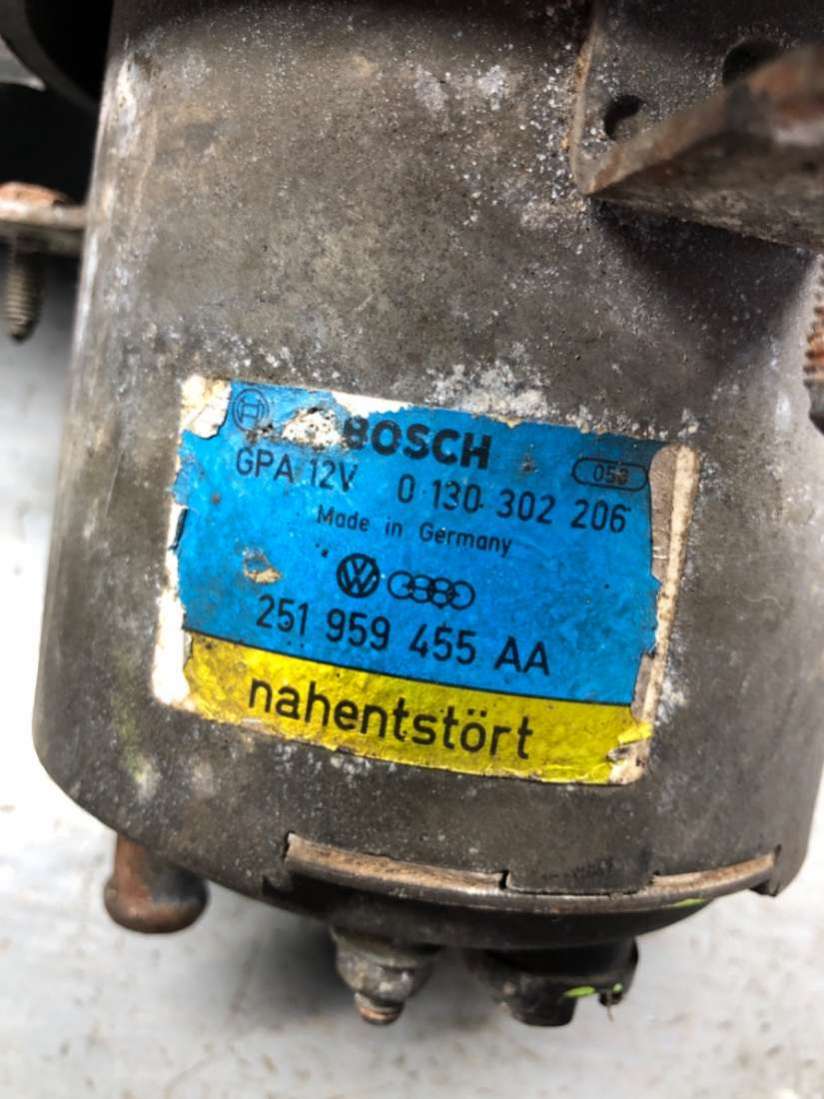 BOSCH
GPA 12V 0 130 302 206
Made in Germany
251 959 455 AA
nahentstört